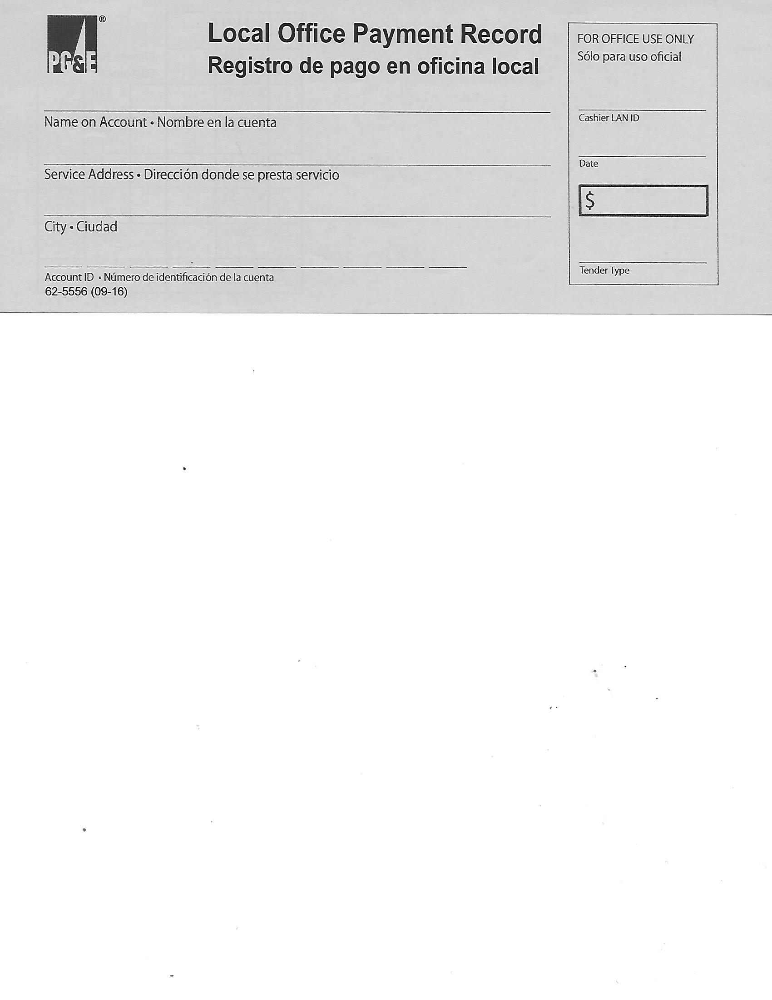 PG&E®
Local Office Payment Record
Registro de pago en oficina local
Name on Account • Nombre en la cuenta
Service Address • Dirección donde se presta servicio
City • Ciudad
Account ID • Número de identificación de la cuenta
62-5556 (09-16)
FOR OFFICE USE ONLY
Sólo para uso oficial
Cashier LAN ID
Date
$
Tender Type